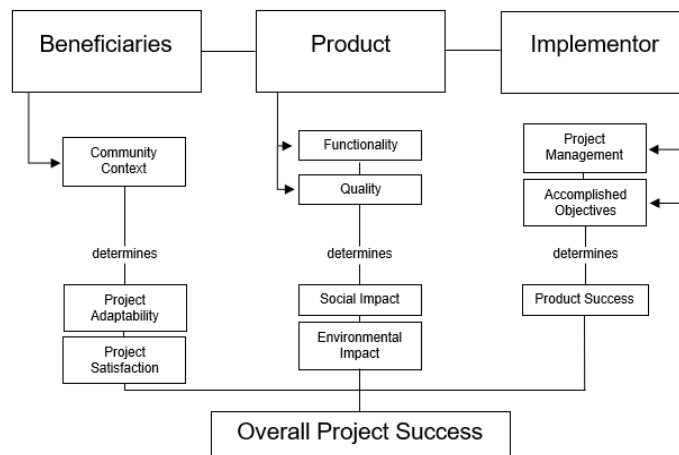 Beneficiaries
Product
Implementor
Community
Context
determines
Project
Adaptability
Project
Satisfaction
Functionality
Quality
determines
Social Impact
Environmental
Impact
Project
Management
Accomplished
Objectives
determines
Product Success
Overall Project Success